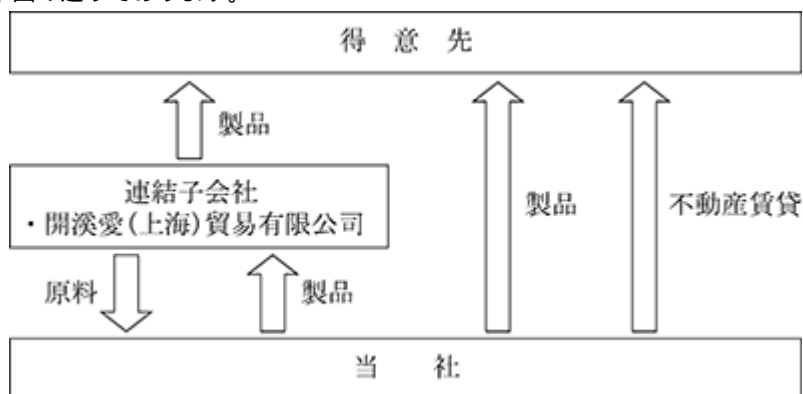 得 意 先
製品
連結子会社
・開溪愛(上海)貿易有限公司
製品
不動産賃貸
原料
製品
当 社